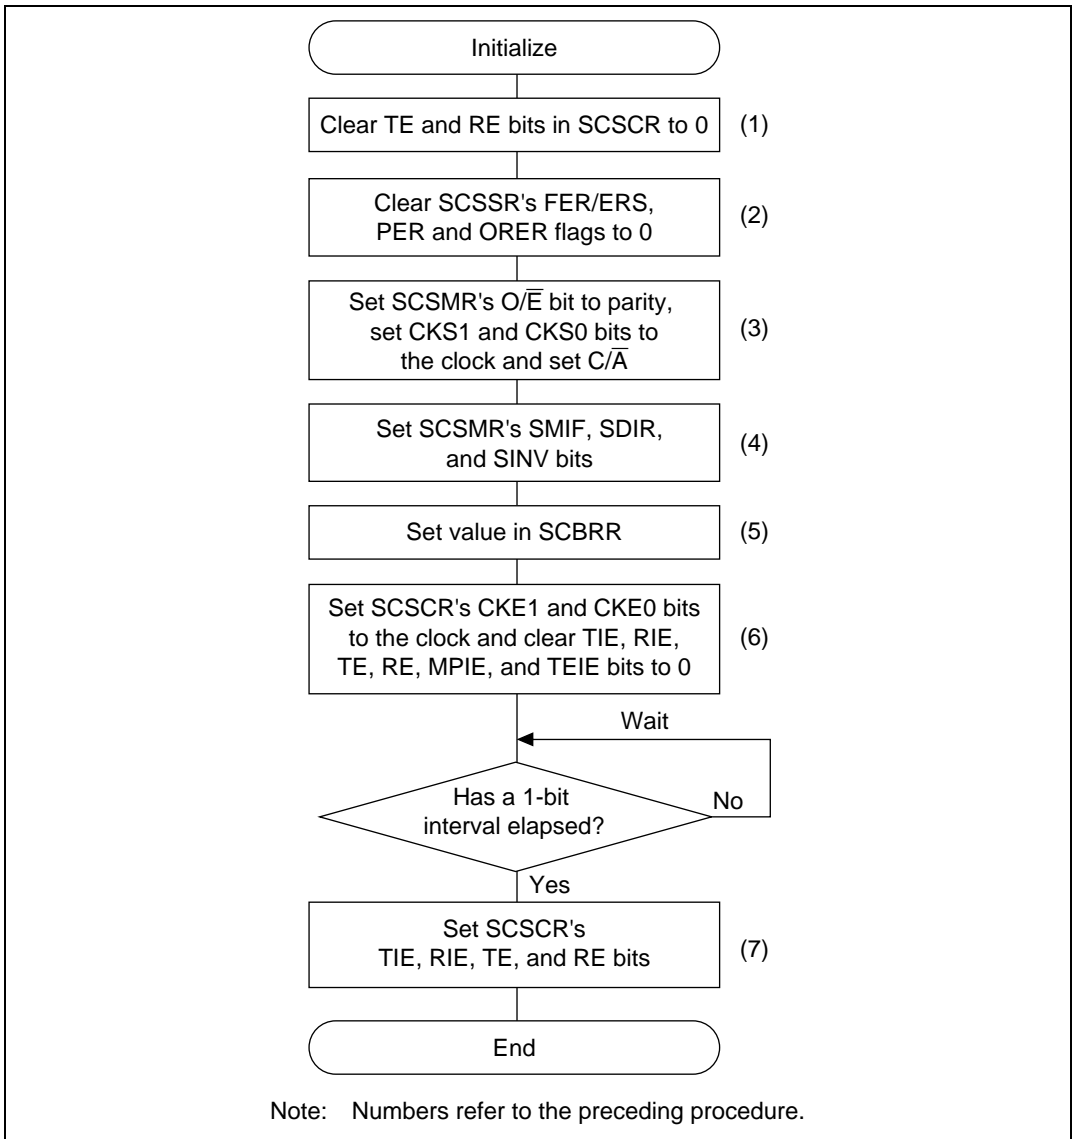 Initialize
Clear TE and RE bits in SCSCR to 0 (1)
Clear SCSSR's FER/ERS,
PER and ORER flags to 0
(2)
Set SCSMR's O/E̅ bit to parity,
set CKS1 and CKS0 bits to
the clock and set C/A̅
(3)
Set SCSMR's SMIF, SDIR,
and SINV bits
(4)
Set value in SCBRR (5)
Set SCSCR's CKE1 and CKE0 bits
to the clock and clear TIE, RIE,
TE, RE, MPIE, and TEIE bits to 0
(6)
Wait
Has a 1-bit
interval elapsed?
No
Yes
Set SCSCR's
TIE, RIE, TE, and RE bits
(7)
End
Note: Numbers refer to the preceding procedure.